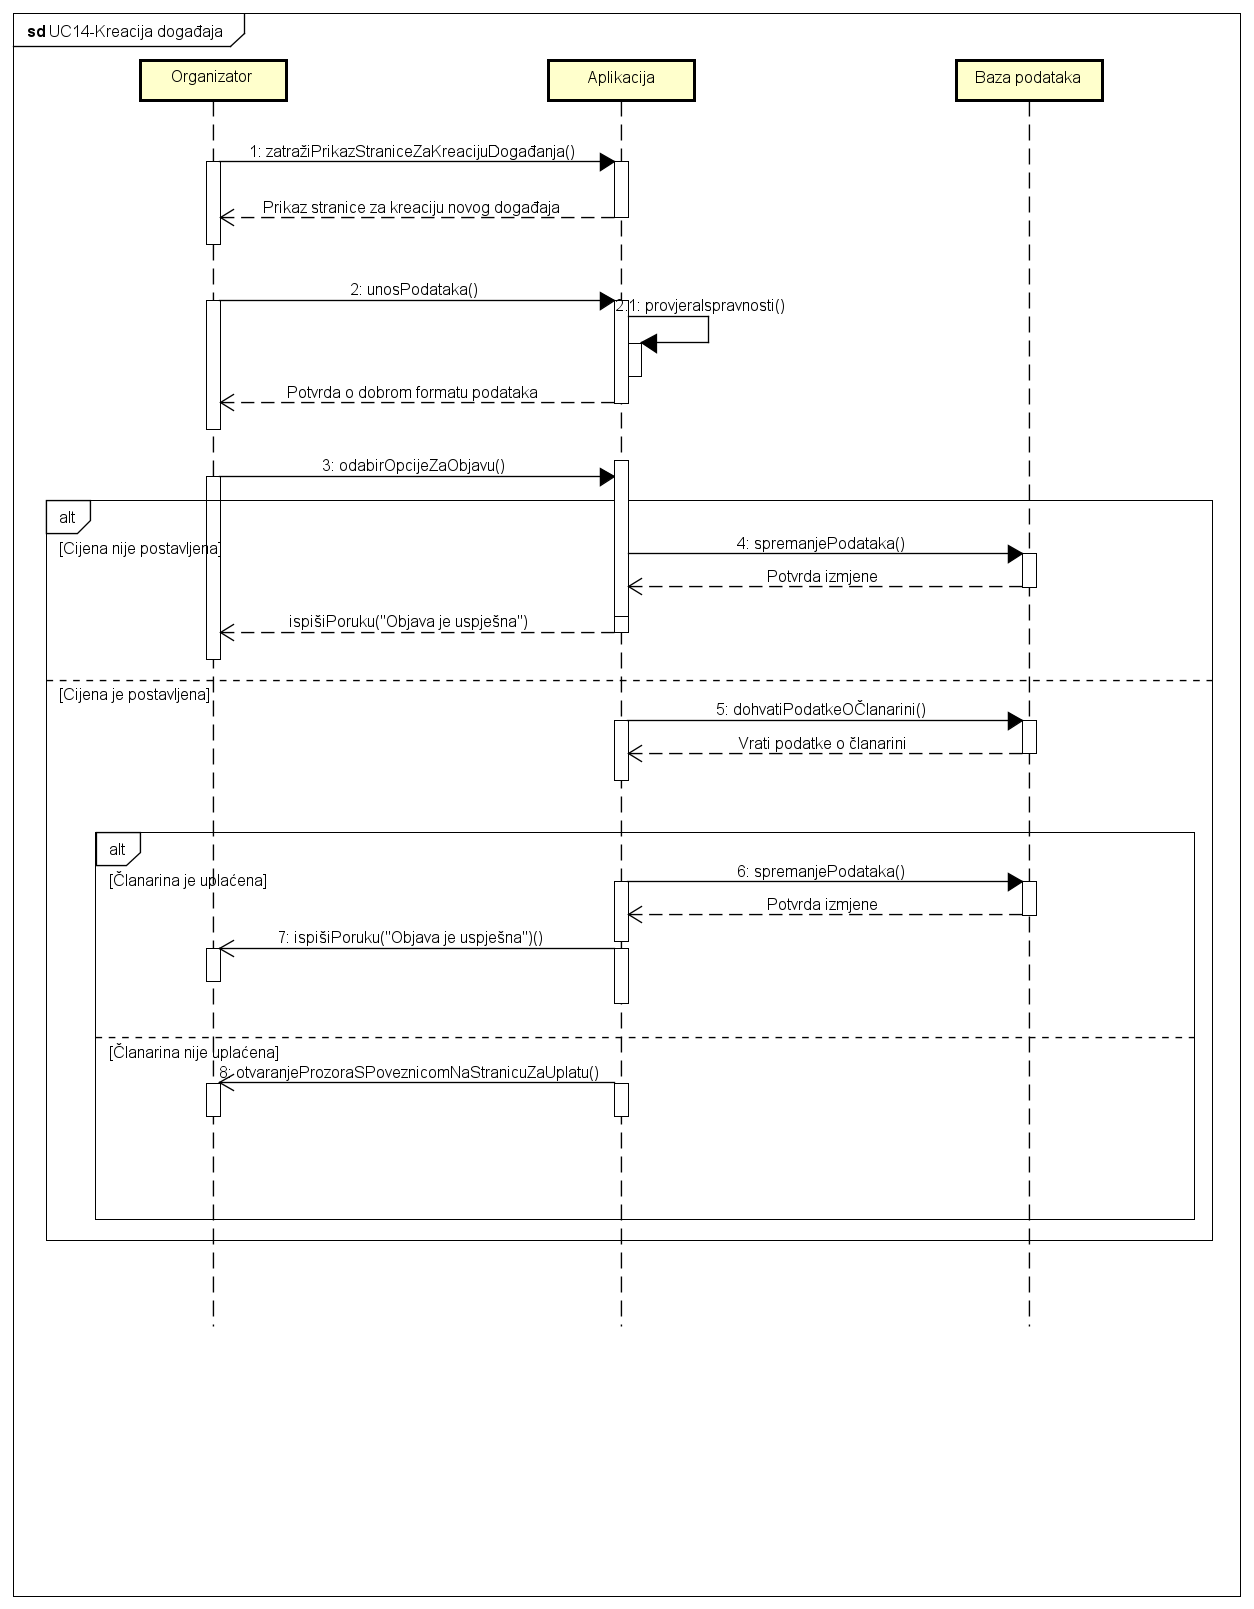 sd UC14-Kreacija događaja
Organizator
Aplikacija
Baza podataka
1: zatražiPrikazStraniceZaKreacijuDogađanja()
Prikaz stranice za kreaciju novog događaja
2: unosPodataka()
2.1: provjeraIspravnosti()
Potvrda o dobrom formatu podataka
3: odabirOpcijeZaObjavu()
alt
[Cijena nije postavljena]
4: spremanjePodataka()
Potvrda izmjene
ispišiPoruku("Objava je uspješna")
[Cijena je postavljena]
5: dohvatiPodatkeOČlanarini()
Vrati podatke o članarini
alt
[Članarina je uplaćena]
6: spremanjePodataka()
Potvrda izmjene
7: ispišiPoruku("Objava je uspješna")()
[Članarina nije uplaćena]
8: otvaranjeProzoraSPoveznicomNaStranicuZaUplatu()